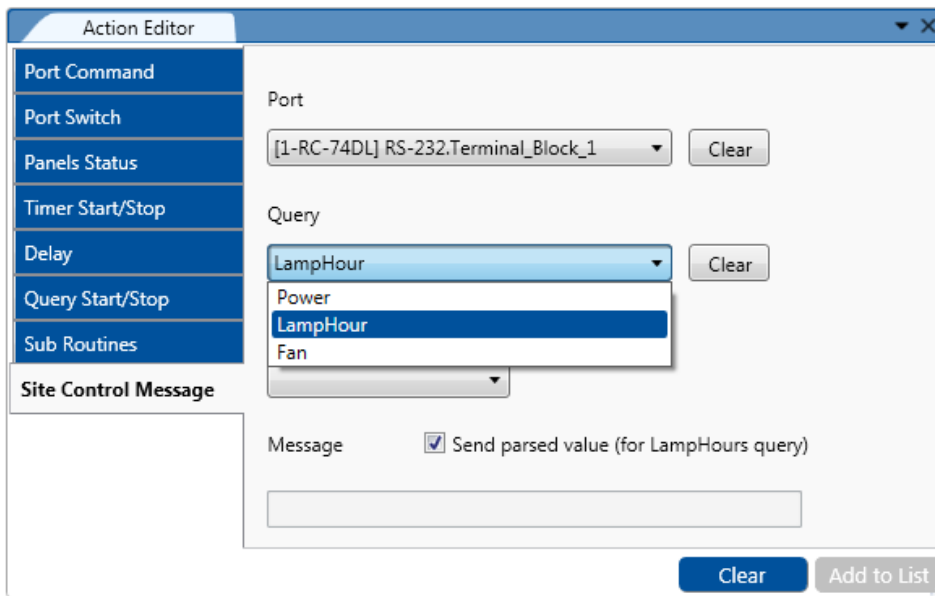 Action Editor
Port Command
Port Switch
Panels Status
Timer Start/Stop
Delay
Query Start/Stop
Sub Routines
Site Control Message
Port
[1-RC-74DL] RS-232.Terminal_Block_1
Clear
Query
LampHour
Clear
Power
LampHour
Fan
Message
Send parsed value (for LampHours query)
Clear
Add to List